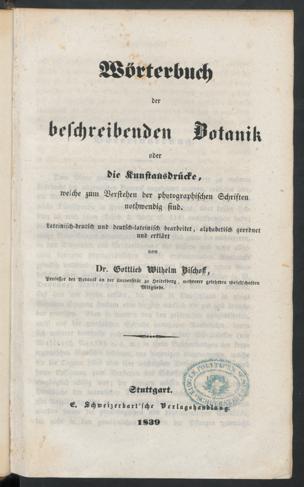 Wörterbuch
der
beschreibenden Botanik
oder
die Kunstausdrücke,
welche zum Verstehen der phytographischen Schriften
nothwendig sind.
Lateinisch-deutsch und deutsch-lateinisch bearbeitet, alphabetisch geordnet
und erklärt
von
Dr. Gottlieb Wilhelm Bischoff,
Professor der Botanik an der Universität zu Heidelberg, mehrerer gelehrten Gesellschaften
Mitgliede.
Stuttgart.
E. Schweizerbart'sche Verlagshandlung.
1839